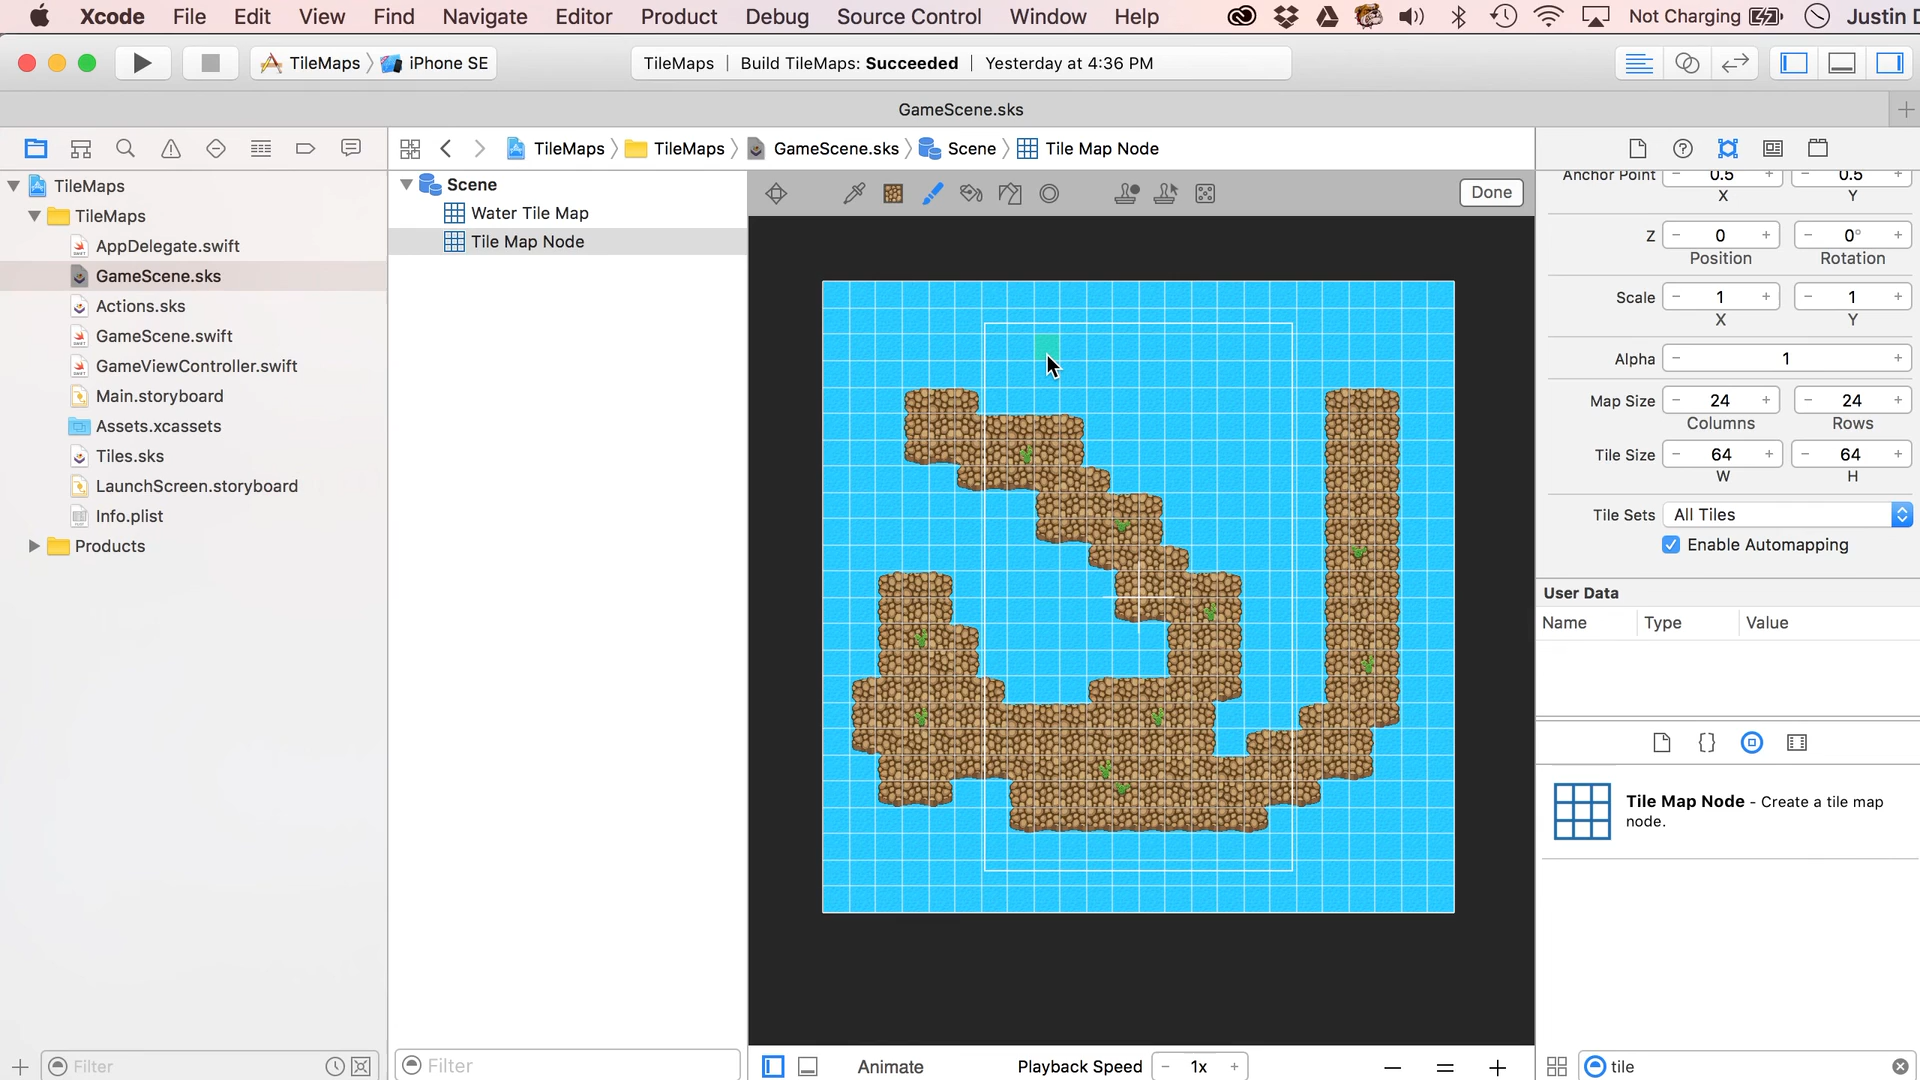 Xcode File Edit View Find Navigate Editor Product Debug Source Control Window Help Not Charging Justin D
TileMaps iPhone SE TileMaps | Build TileMaps: Succeeded | Yesterday at 4:36 PM
GameScene.sks
TileMaps TileMaps GameScene.sks Scene Tile Map Node
TileMaps
TileMaps
AppDelegate.swift
GameScene.sks
Actions.sks
GameScene.swift
GameViewController.swift
Main.storyboard
Assets.xcassets
Tiles.sks
LaunchScreen.storyboard
Info.plist
Products
Filter
Scene
Water Tile Map
Tile Map Node
Filter
Done
Animate Playback Speed - 1x +
Anchor Point - 0.5 + - 0.5 +
X Y
Z - 0 + - 0° +
Position Rotation
Scale - 1 + - 1 +
X Y
Alpha - 1 +
Map Size - 24 + - 24 +
Columns Rows
Tile Size - 64 + - 64 +
W H
Tile Sets All Tiles
Enable Automapping
User Data
Name Type Value
{}
Tile Map Node - Create a tile map
node.
tile